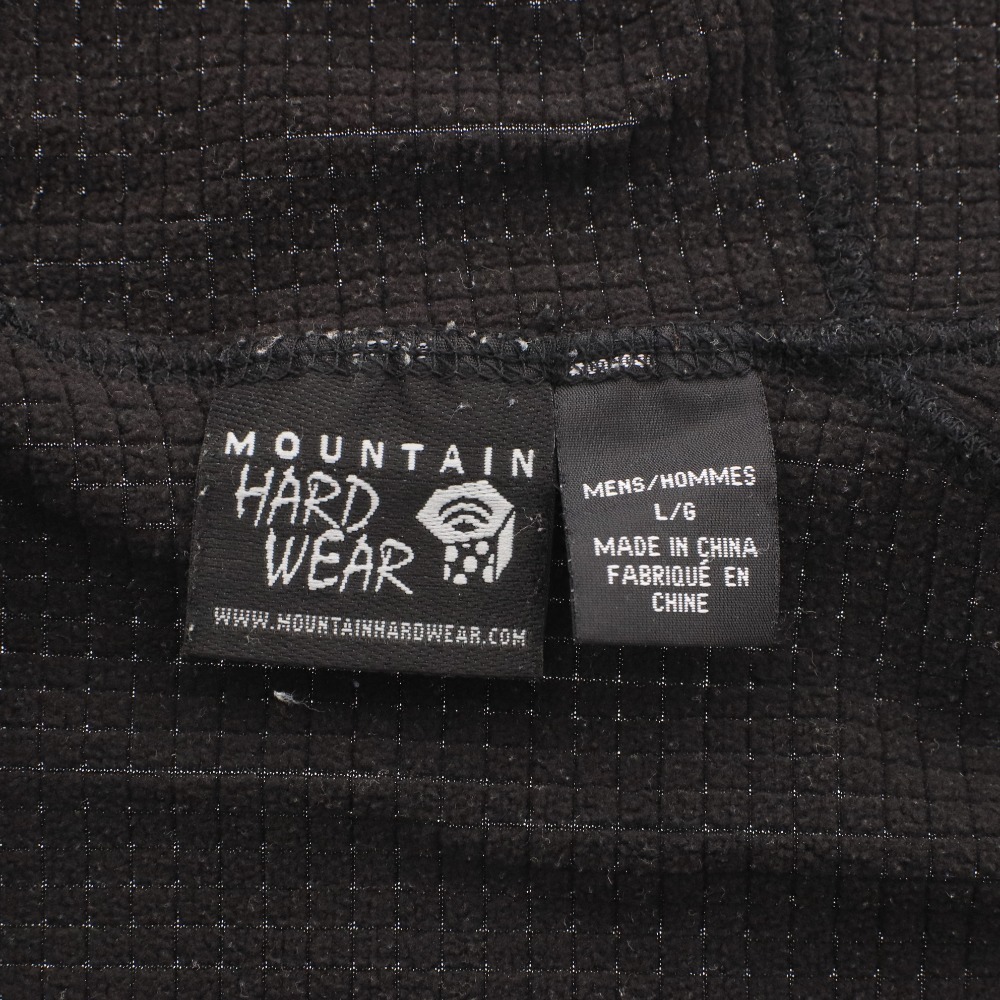 MOUNTAIN
HARD
WEAR
WWW.MOUNTAINHARDWEAR.COM
MENS/HOMMES
L/G
MADE IN CHINA
FABRIQUÉ EN
CHINE